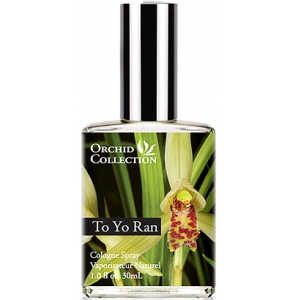 ORCHID
COLLECTION
To Yo Ran
Cologne Spray
Vaporisateur Naturel
1.0 fl oz. 30mL